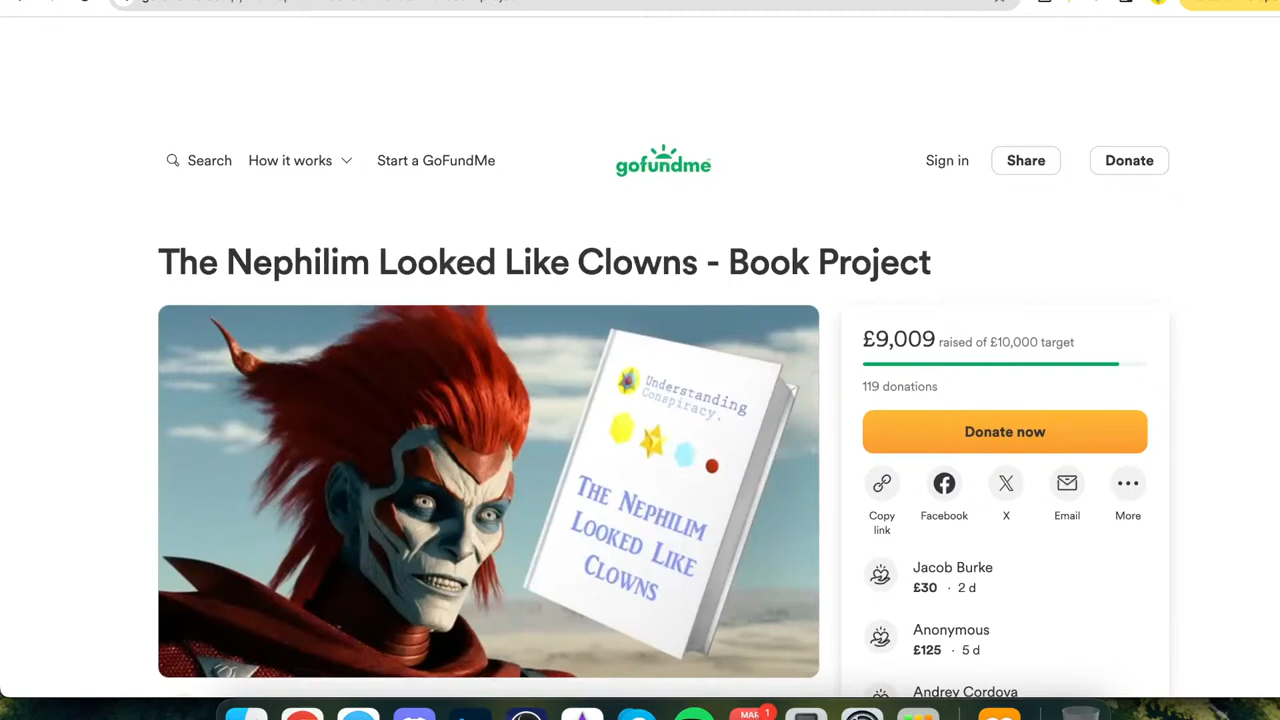 Search
How it works
Start a GoFundMe
gofundme
Sign in
Share
Donate
The Nephilim Looked Like Clowns - Book Project
Understanding
Conspiracy.
THE NEPHILIM
LOOKED LIKE
CLOWNS
£9,009 raised of £10,000 target
119 donations
Donate now
Copy
link
Facebook
X
Email
More
Jacob Burke
£30 · 2 d
Anonymous
£125 · 5 d
Andrey Cordova
MAR 1